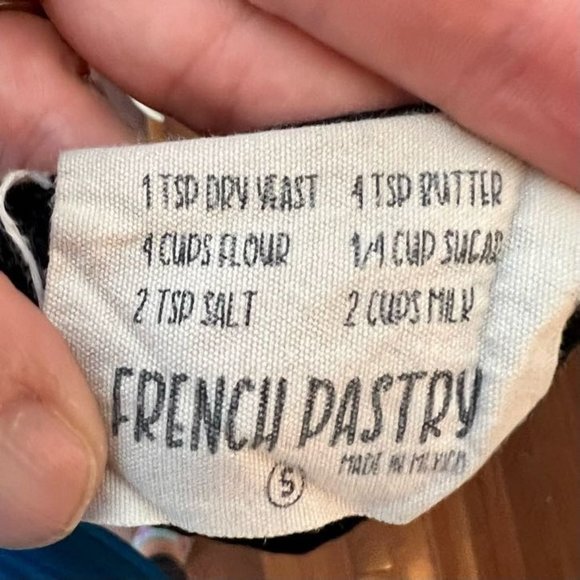 1 TSP DRY YEAST 4 TSP BUTTER
4 CUPS FLOUR 1/4 CUP SUGAR
2 TSP SALT 2 CUPS MILK
FRENCH PASTRY
MADE IN MEXICO
S